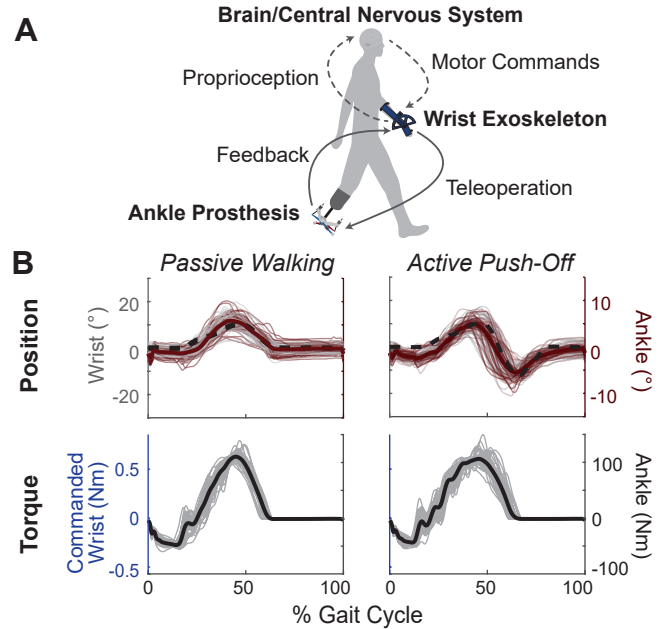 A
Brain/Central Nervous System
Proprioception
Motor Commands
Wrist Exoskeleton
Feedback
Teleoperation
Ankle Prosthesis
B
Passive Walking
Active Push-Off
Position
Wrist (°)
20
0
-20
10
0
-10
Ankle (°)
Torque
Commanded
Wrist (Nm)
0.5
0
-0.5
100
0
-100
Ankle (Nm)
0
50
100
0
50
100
% Gait Cycle